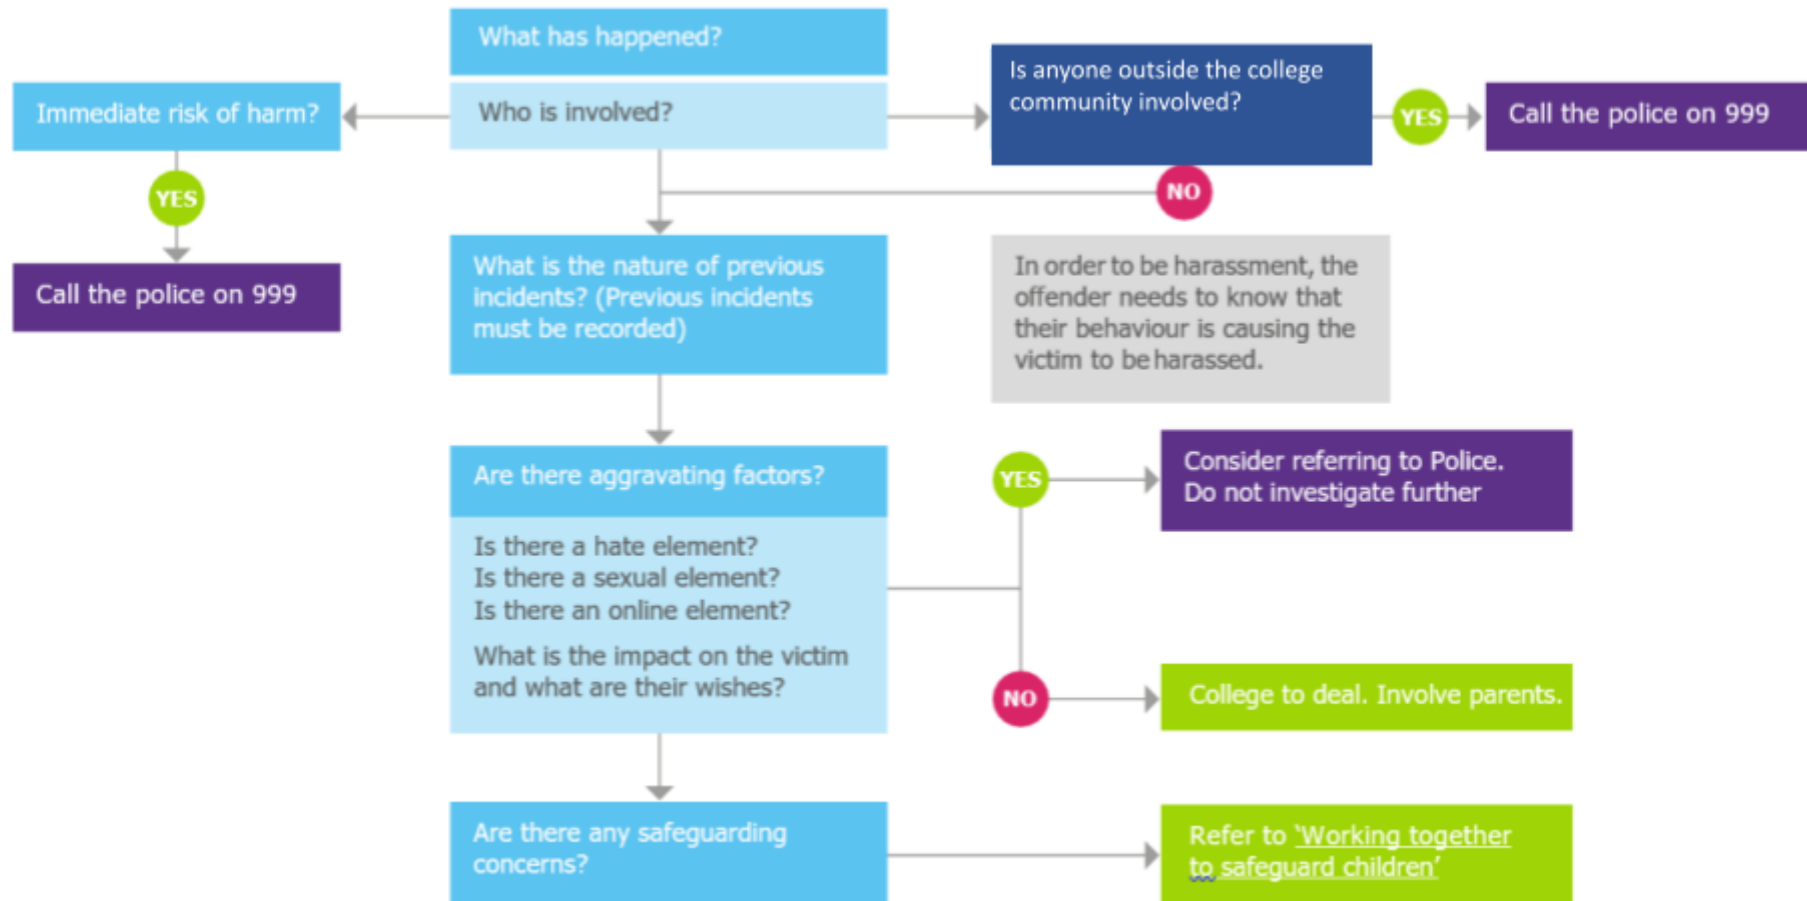 What has happened?
Who is involved?
Immediate risk of harm?
YES
Call the police on 999
Is anyone outside the college
community involved?
YES
Call the police on 999
NO
What is the nature of previous
incidents? (Previous incidents
must be recorded)
In order to be harassment, the
offender needs to know that
their behaviour is causing the
victim to be harassed.
Are there aggravating factors?
Is there a hate element?
Is there a sexual element?
Is there an online element?
What is the impact on the victim
and what are their wishes?
YES
Consider referring to Police.
Do not investigate further
NO
College to deal. Involve parents.
Are there any safeguarding
concerns?
Refer to ‘Working together
to safeguard children’